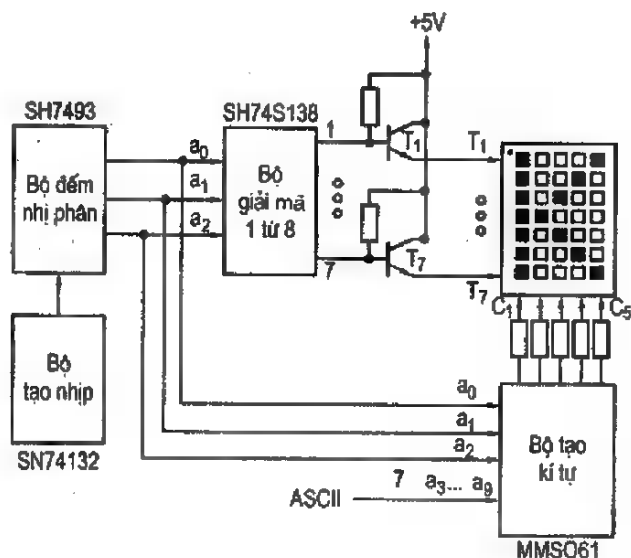 +5V
SH7493
SH74S138
Bộ đếm
nhị phân
a0
a1
a2
Bộ
giải mã
1 từ 8
1
7
T1
T7
T1
T7
C1
C5
Bộ
tạo nhịp
SN74132
a0
a1
a2
ASCII
7
a3... a9
Bộ tạo
kí tự
MMSO61